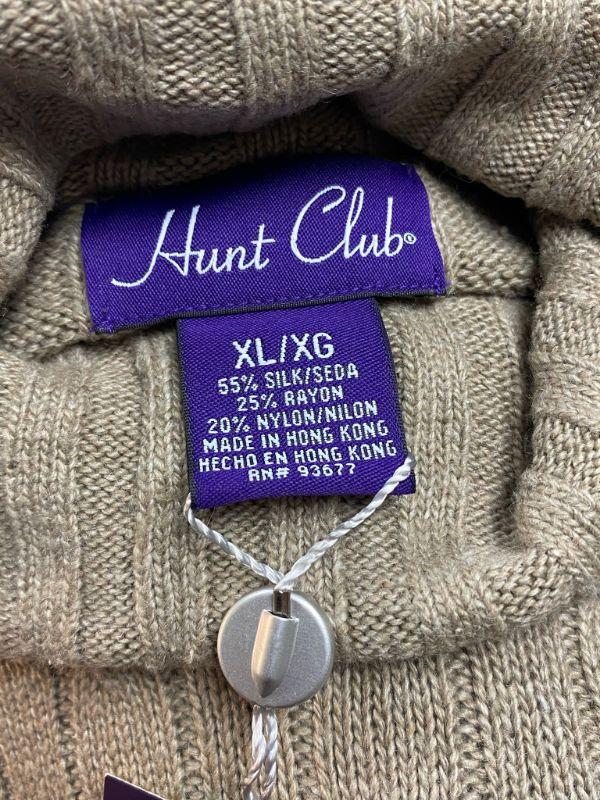 Hunt Club®
XL/XG
55% SILK/SEDA
25% RAYON
20% NYLON/NILON
MADE IN HONG KONG
HECHO EN HONG KONG
RN# 93677